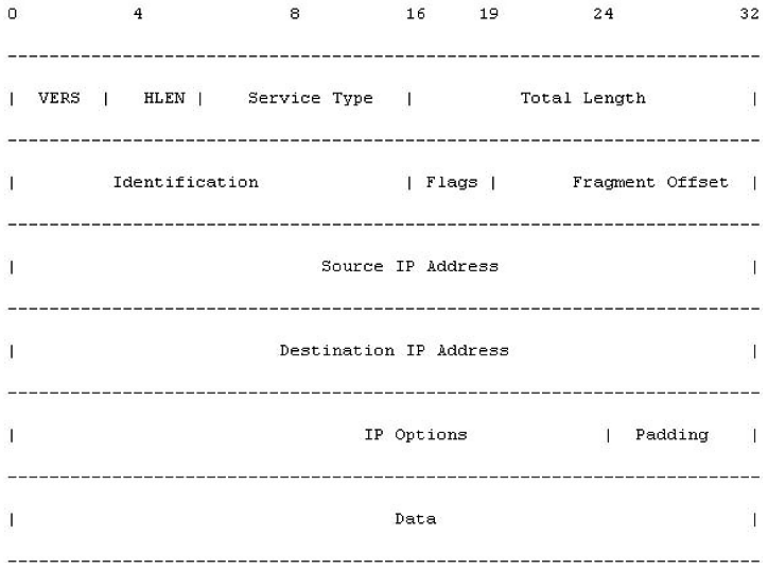 0 4 8 16 19 24 32
------------------------------------------------------------
| VERS | HLEN | Service Type | Total Length |
------------------------------------------------------------
| Identification | Flags | Fragment Offset |
------------------------------------------------------------
| Source IP Address |
------------------------------------------------------------
| Destination IP Address |
------------------------------------------------------------
| IP Options | Padding |
------------------------------------------------------------
| Data |
------------------------------------------------------------